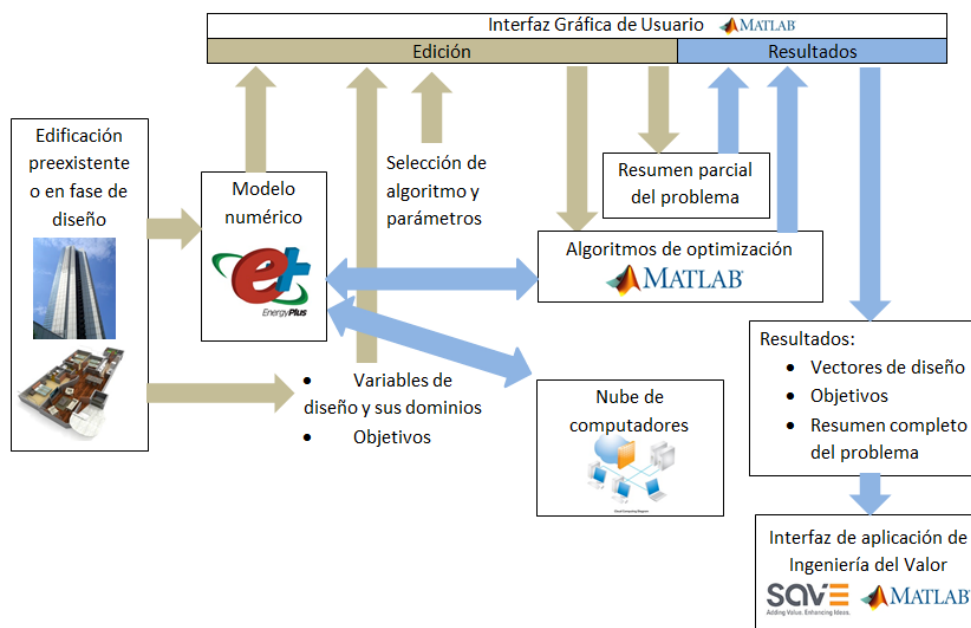 Interfaz Gráfica de Usuario MATLAB
Edición
Resultados
Edificación
preexistente
o en fase de
diseño
Modelo
numérico
e+
EnergyPlus
Selección de
algoritmo y
parámetros
Resumen parcial
del problema
Algoritmos de optimización
MATLAB®
• Variables de
diseño y sus dominios
• Objetivos
Nube de
computadores
Cloud Computing Diagram
Resultados:
• Vectores de diseño
• Objetivos
• Resumen completo
del problema
Interfaz de aplicación de
Ingeniería del Valor
SAVE
Adding Value. Enhancing Ideas.
MATLAB®